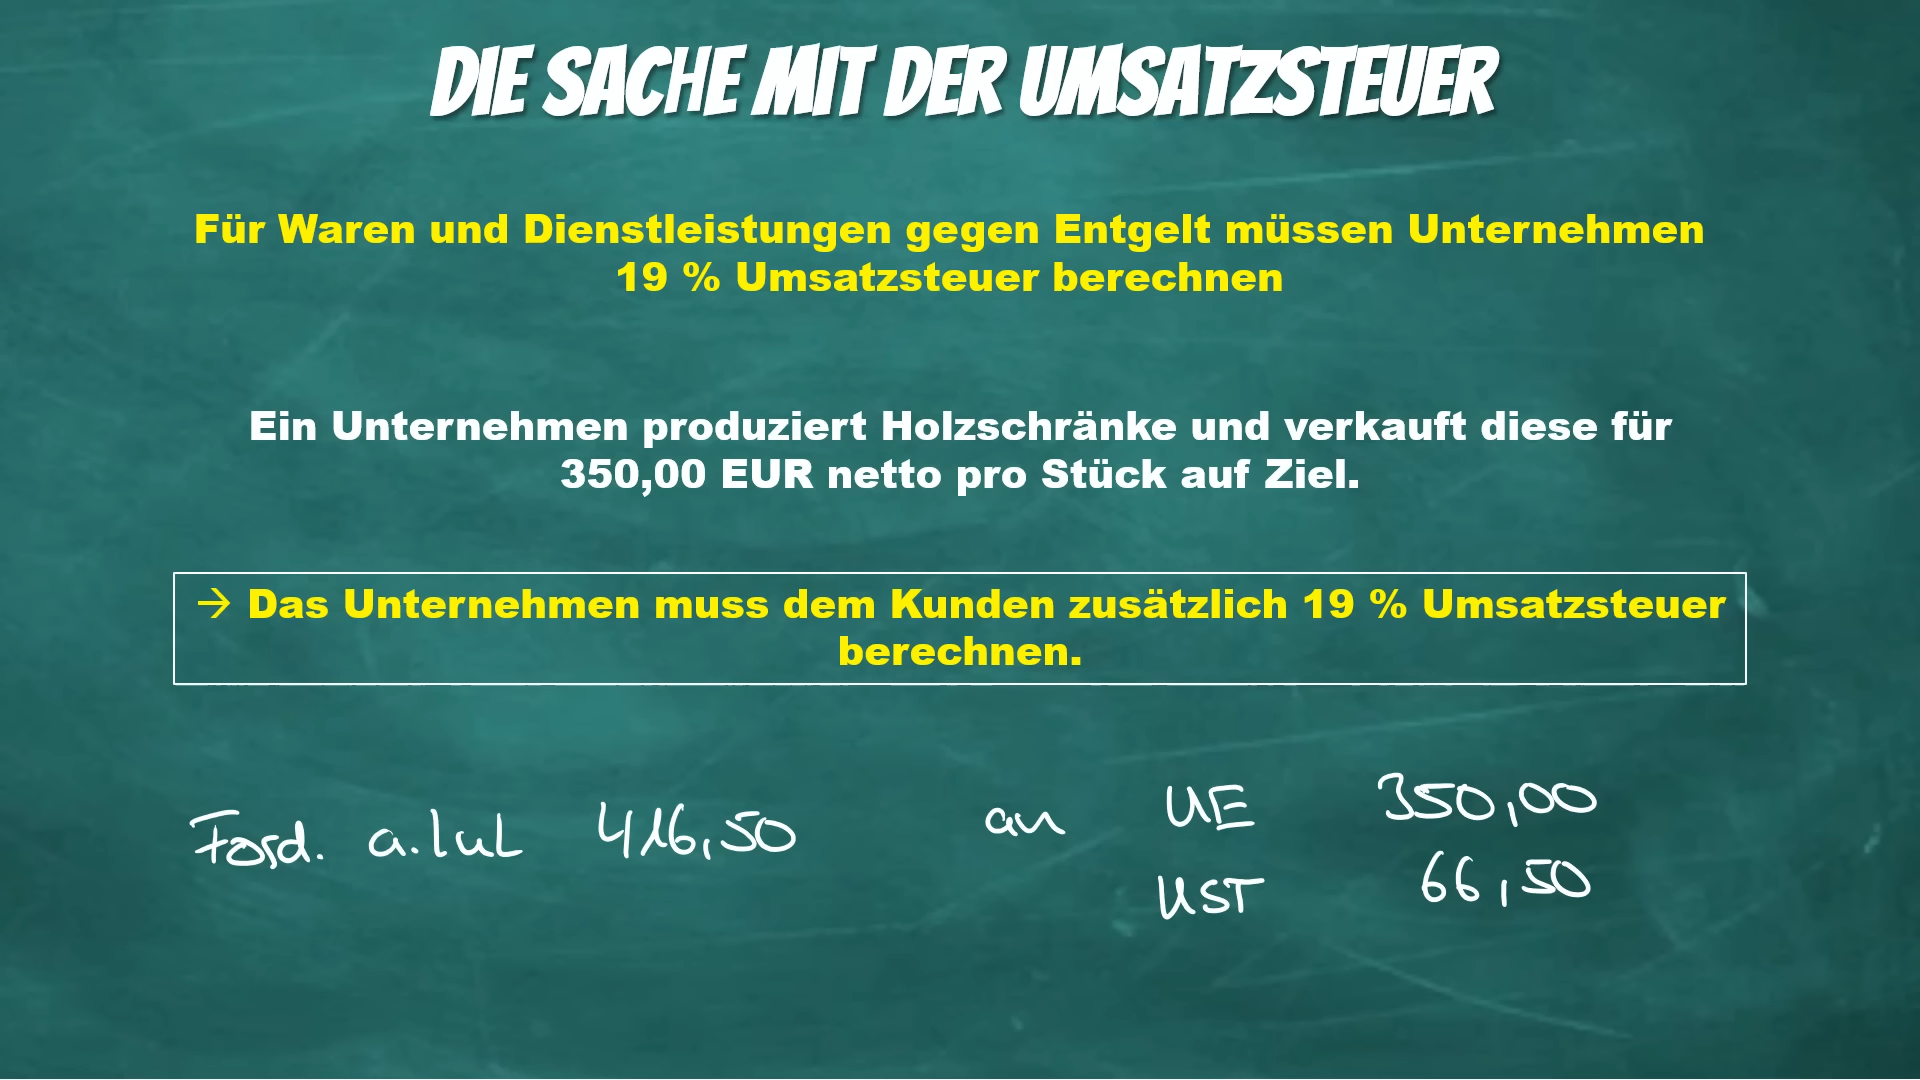 DIE SACHE MIT DER UMSATZSTEUER
Für Waren und Dienstleistungen gegen Entgelt müssen Unternehmen
19 % Umsatzsteuer berechnen
Ein Unternehmen produziert Holzschränke und verkauft diese für
350,00 EUR netto pro Stück auf Ziel.
→ Das Unternehmen muss dem Kunden zusätzlich 19 % Umsatzsteuer
berechnen.
Ford. a.LuL 416,50 an UE 350,00
UST 66,50